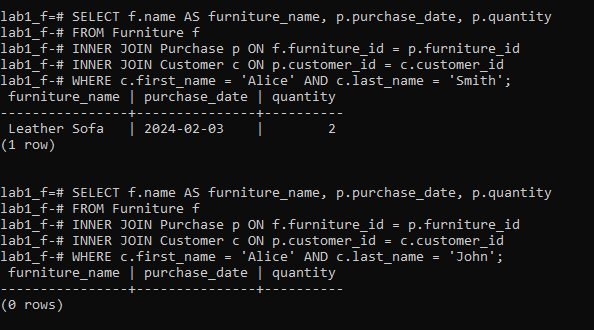 lab1_f=# SELECT f.name AS furniture_name, p.purchase_date, p.quantity
lab1_f-# FROM Furniture f
lab1_f-# INNER JOIN Purchase p ON f.furniture_id = p.furniture_id
lab1_f-# INNER JOIN Customer c ON p.customer_id = c.customer_id
lab1_f-# WHERE c.first_name = 'Alice' AND c.last_name = 'Smith';
 furniture_name | purchase_date | quantity
----------------+---------------+----------
 Leather Sofa   | 2024-02-03    |        2
(1 row)
lab1_f=# SELECT f.name AS furniture_name, p.purchase_date, p.quantity
lab1_f-# FROM Furniture f
lab1_f-# INNER JOIN Purchase p ON f.furniture_id = p.furniture_id
lab1_f-# INNER JOIN Customer c ON p.customer_id = c.customer_id
lab1_f-# WHERE c.first_name = 'Alice' AND c.last_name = 'John';
 furniture_name | purchase_date | quantity
----------------+---------------+----------
(0 rows)